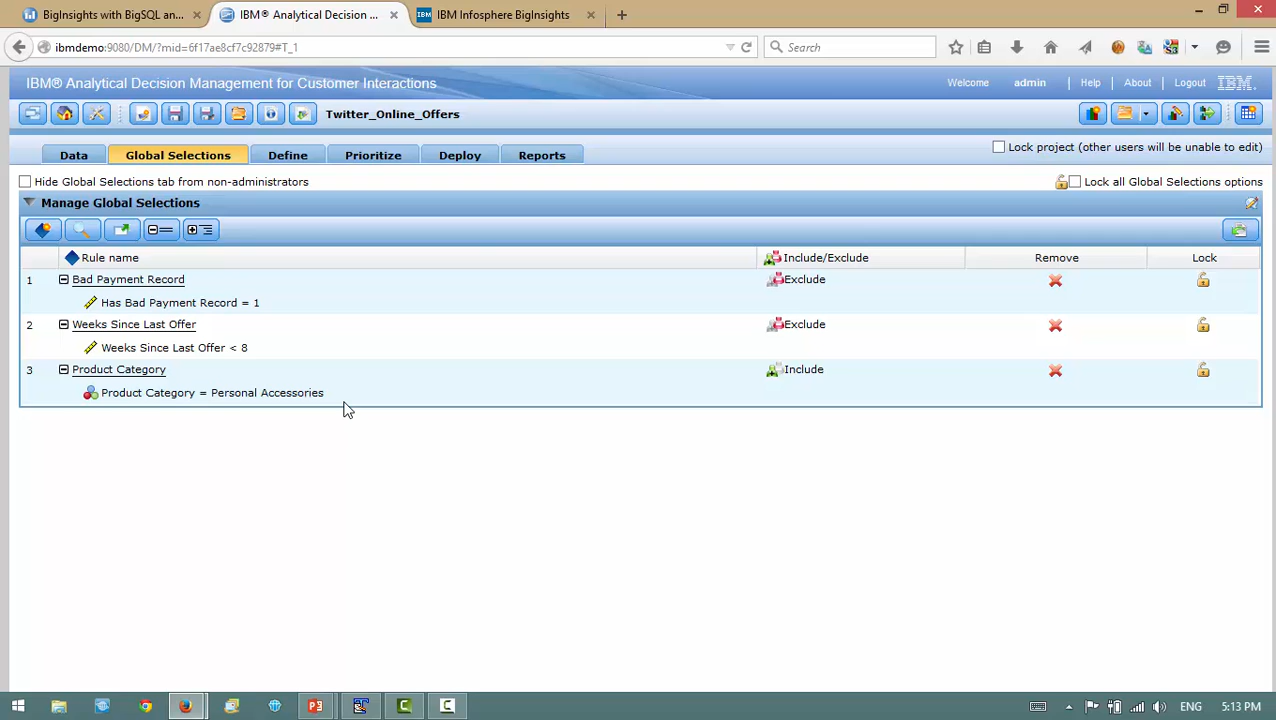 BigInsights with BigSQL an...
IBM® Analytical Decision ...
IBM Infosphere BigInsights
ibmdemo:9080/DM/?mid=6f17ae8cf7c92879#T_1
Search
IBM® Analytical Decision Management for Customer Interactions
Welcome admin | Help | About | Logout IBM
Twitter_Online_Offers
Data
Global Selections
Define
Prioritize
Deploy
Reports
Lock project (other users will be unable to edit)
Hide Global Selections tab from non-administrators
Lock all Global Selections options
Manage Global Selections
Rule name Include/Exclude Remove Lock
1 Bad Payment Record Exclude
Has Bad Payment Record = 1
2 Weeks Since Last Offer Exclude
Weeks Since Last Offer < 8
3 Product Category Include
Product Category = Personal Accessories
ENG 5:13 PM